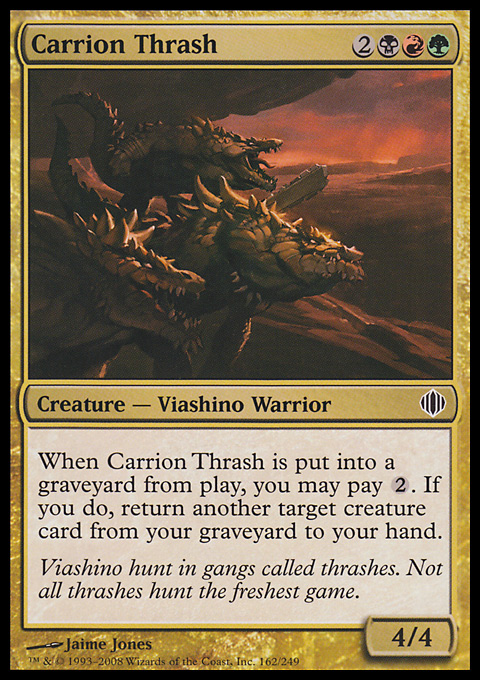 Carrion Thrash 2
Creature — Viashino Warrior
When Carrion Thrash is put into a
graveyard from play, you may pay 2. If
you do, return another target creature
card from your graveyard to your hand.
Viashino hunt in gangs called thrashes. Not
all thrashes hunt the freshest game.
4/4
Jaime Jones
™ & © 1993–2008 Wizards of the Coast, Inc. 162/249